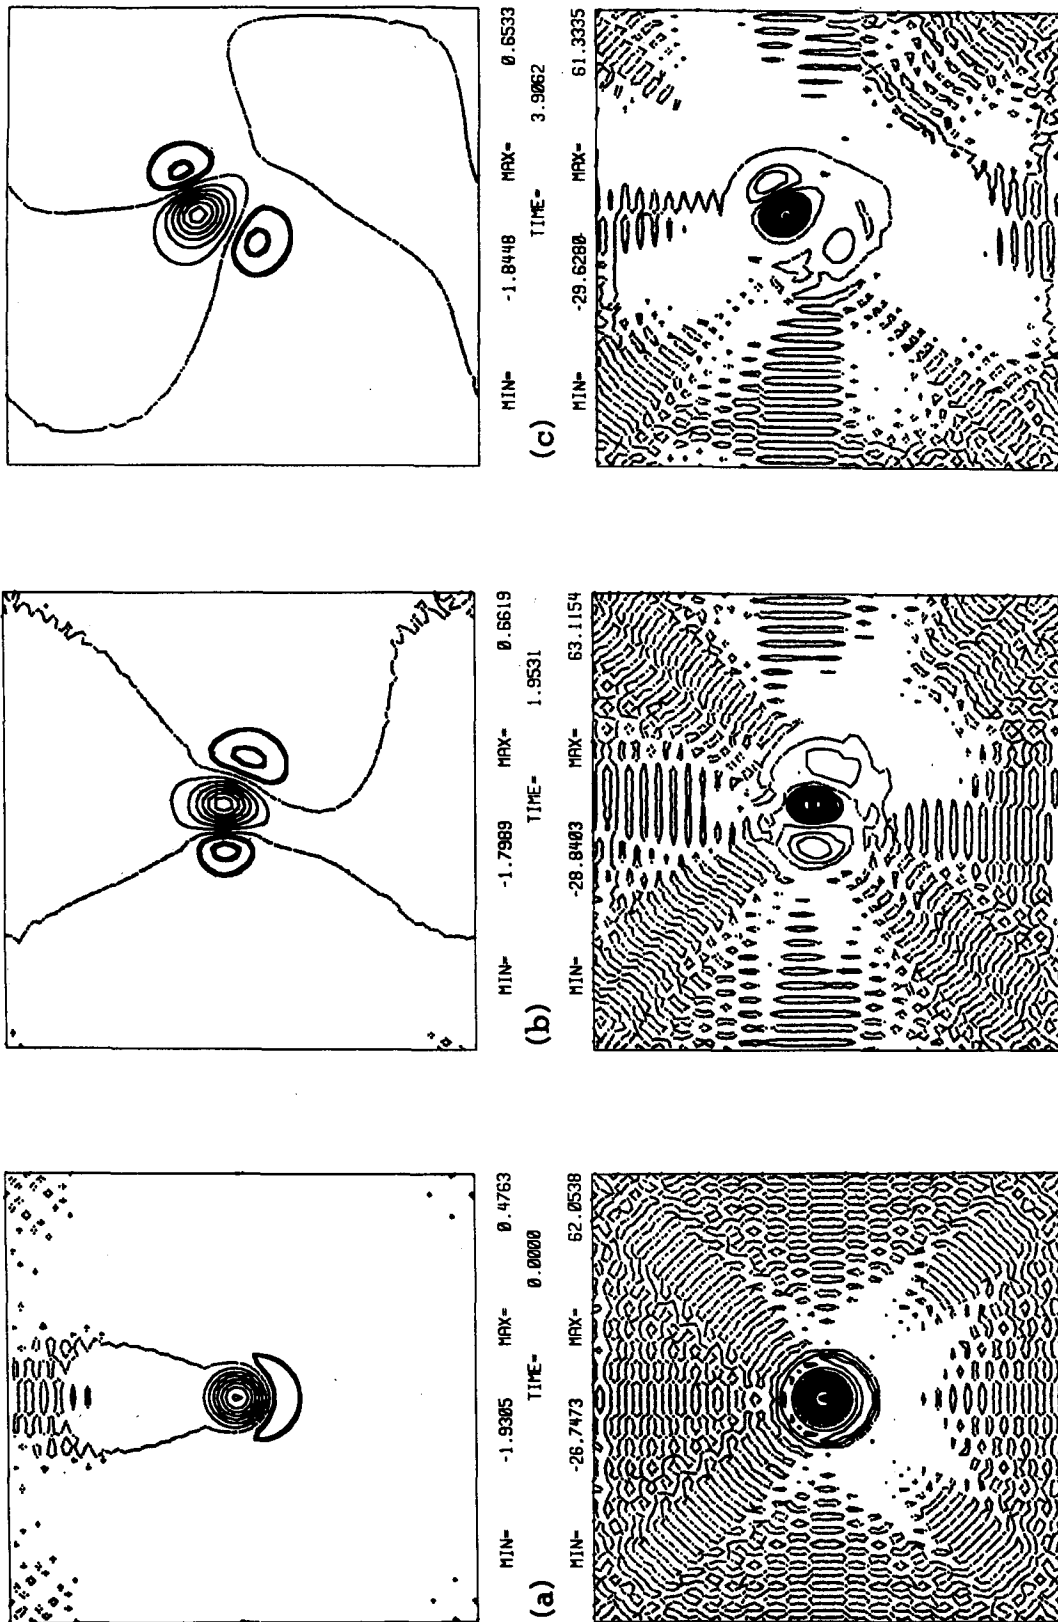 MIN= -1.8448 MAX= 0.6533
(c) TIME= 3.9062
MIN= -29.6280 MAX= 61.3335
MIN= -1.7989 MAX= 0.6619
(b) TIME= 1.9531
MIN= -28.8403 MAX= 63.1154
MIN= -1.9305 MAX= 0.4763
(a) TIME= 0.0000
MIN= -26.7473 MAX= 62.0538